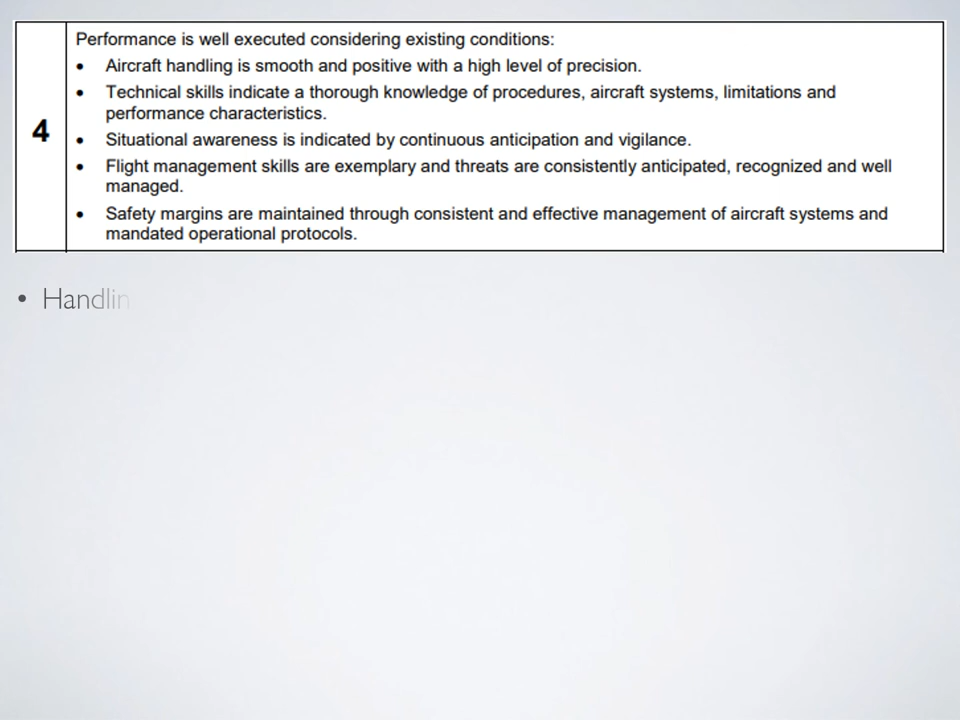 Performance is well executed considering existing conditions:
• Aircraft handling is smooth and positive with a high level of precision.
• Technical skills indicate a thorough knowledge of procedures, aircraft systems, limitations and
performance characteristics.
4
• Situational awareness is indicated by continuous anticipation and vigilance.
• Flight management skills are exemplary and threats are consistently anticipated, recognized and well
managed.
• Safety margins are maintained through consistent and effective management of aircraft systems and
mandated operational protocols.
• Handlin